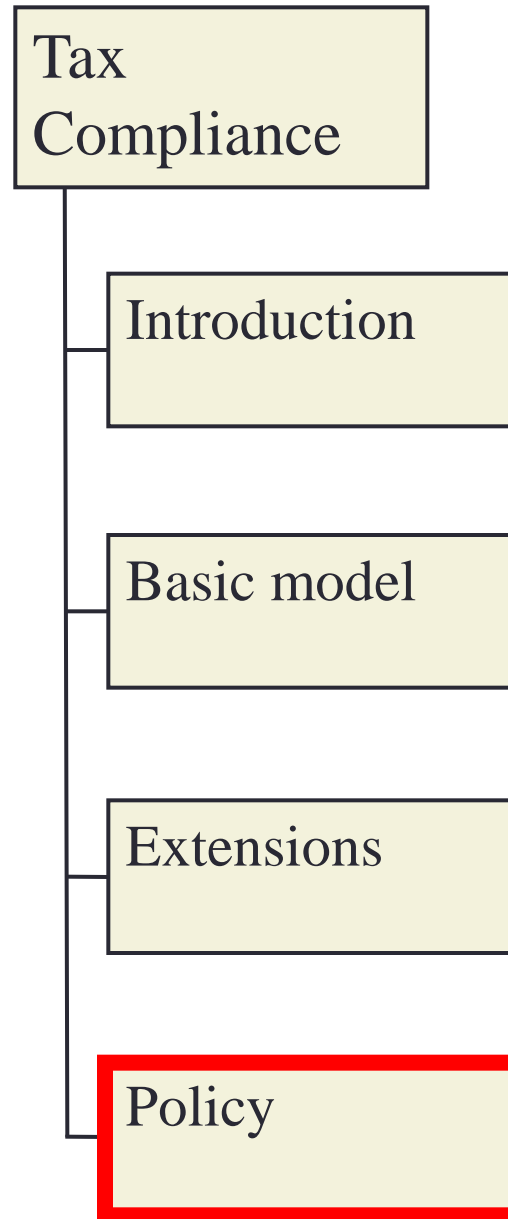 Tax
Compliance
Introduction
Basic model
Extensions
Policy